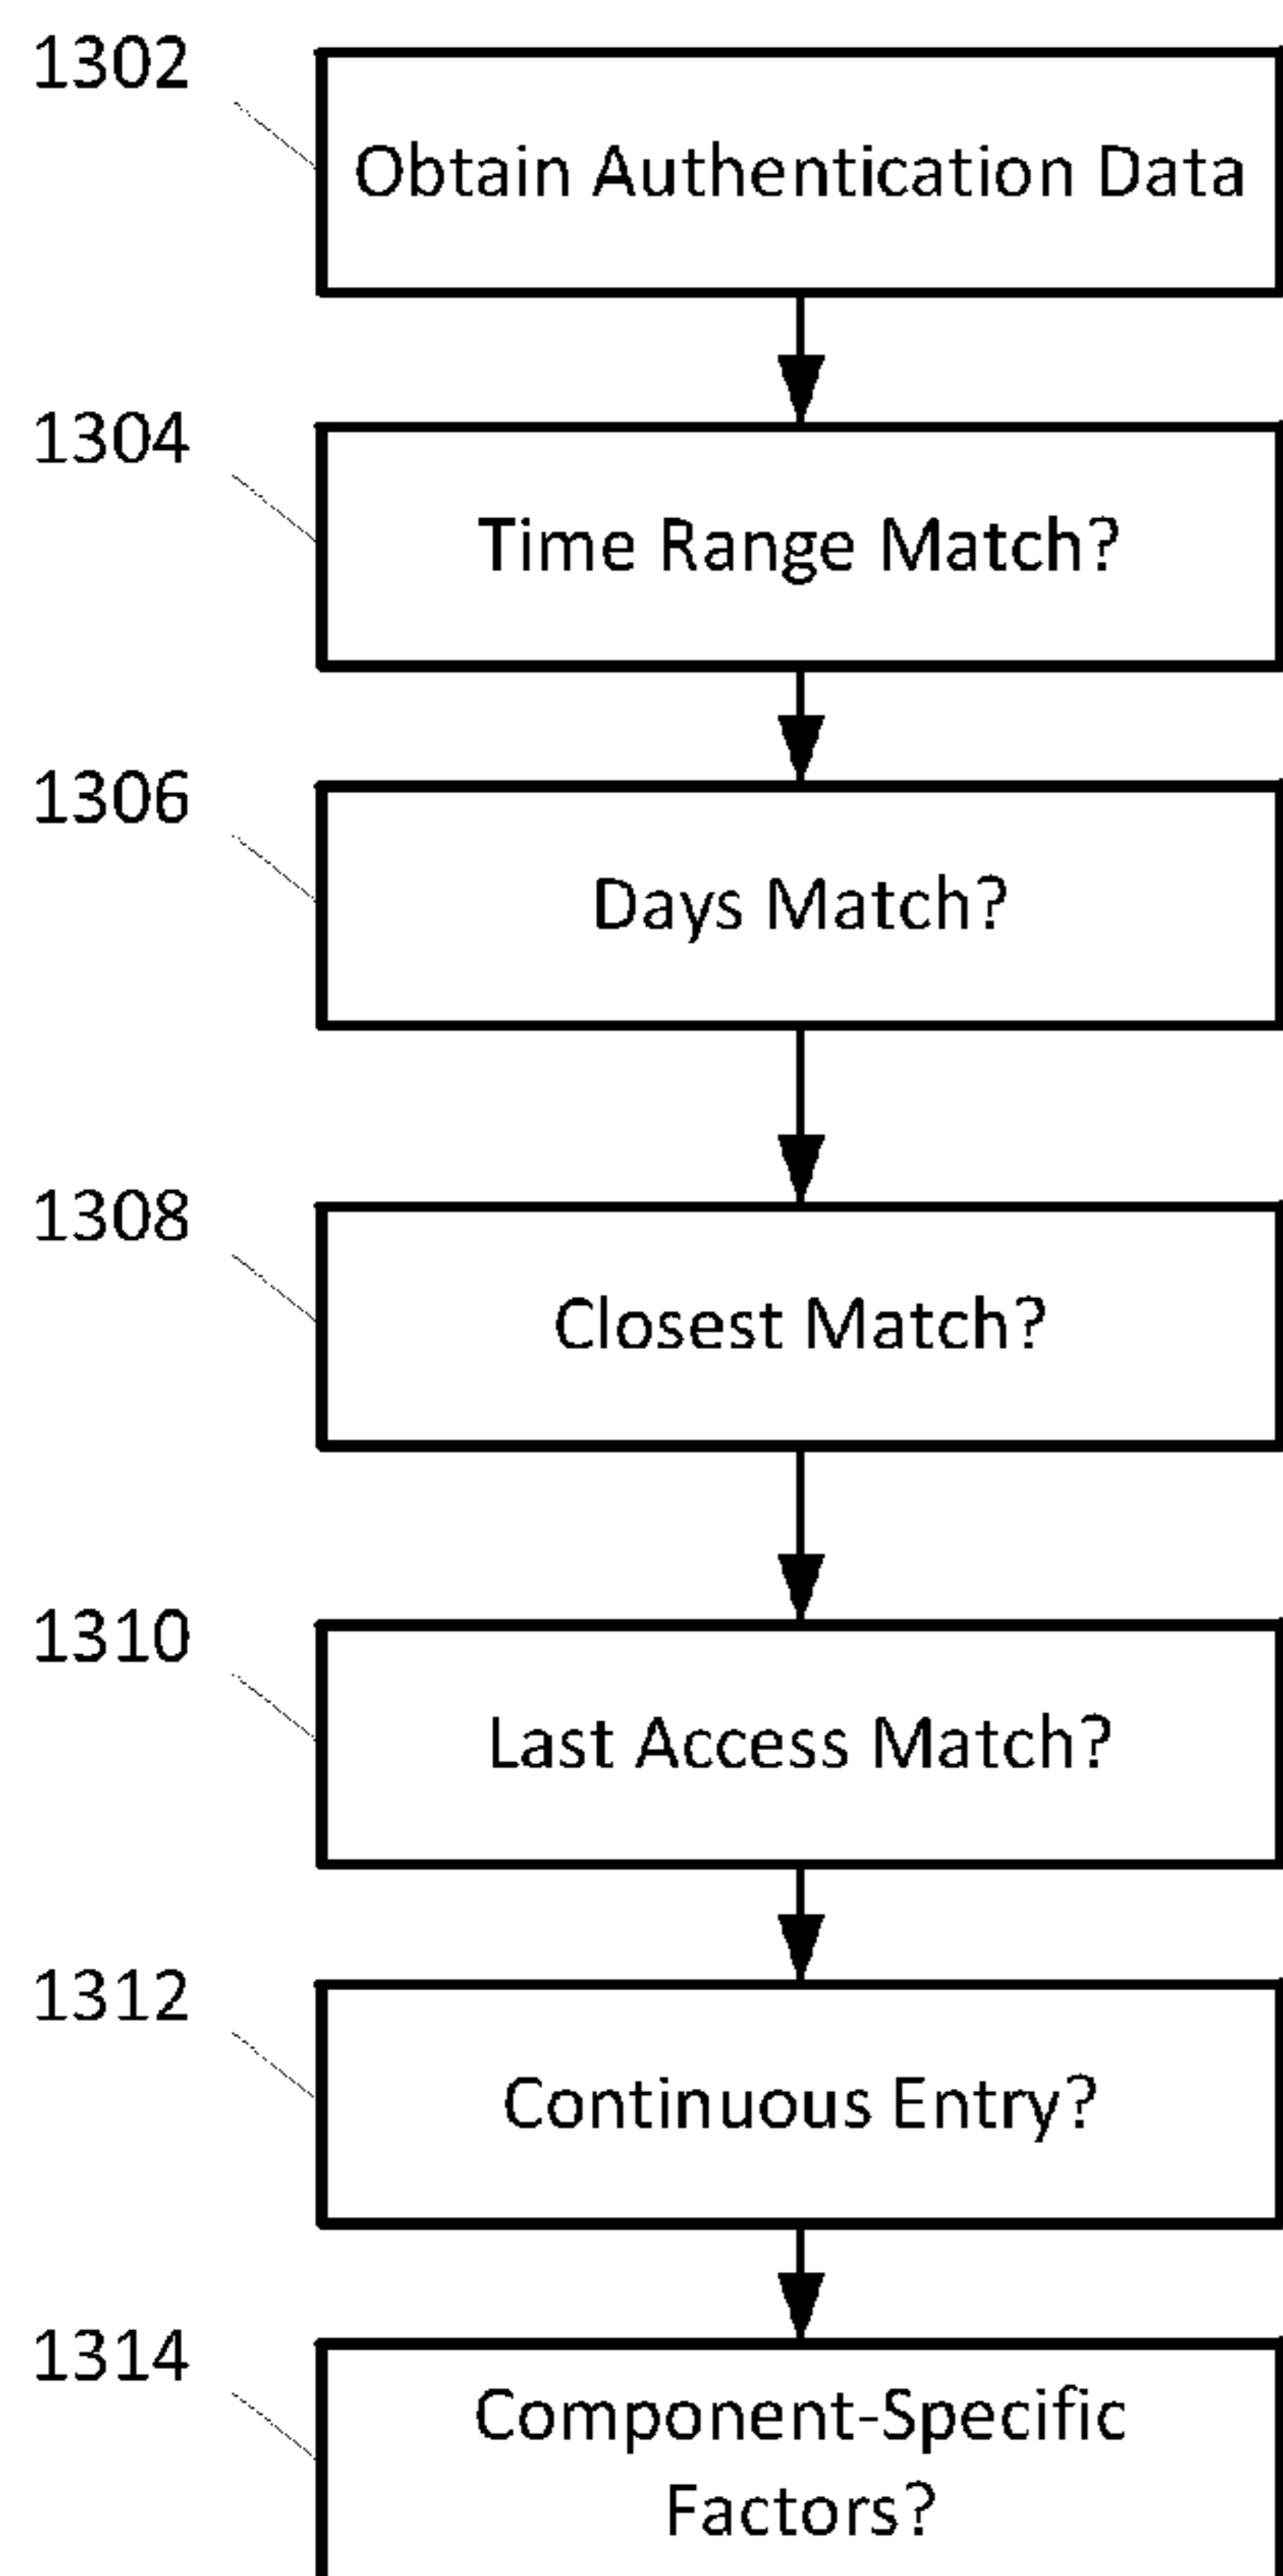 1302
Obtain Authentication Data
1304
Time Range Match?
1306
Days Match?
1308
Closest Match?
1310
Last Access Match?
1312
Continuous Entry?
1314
Component-Specific
Factors?